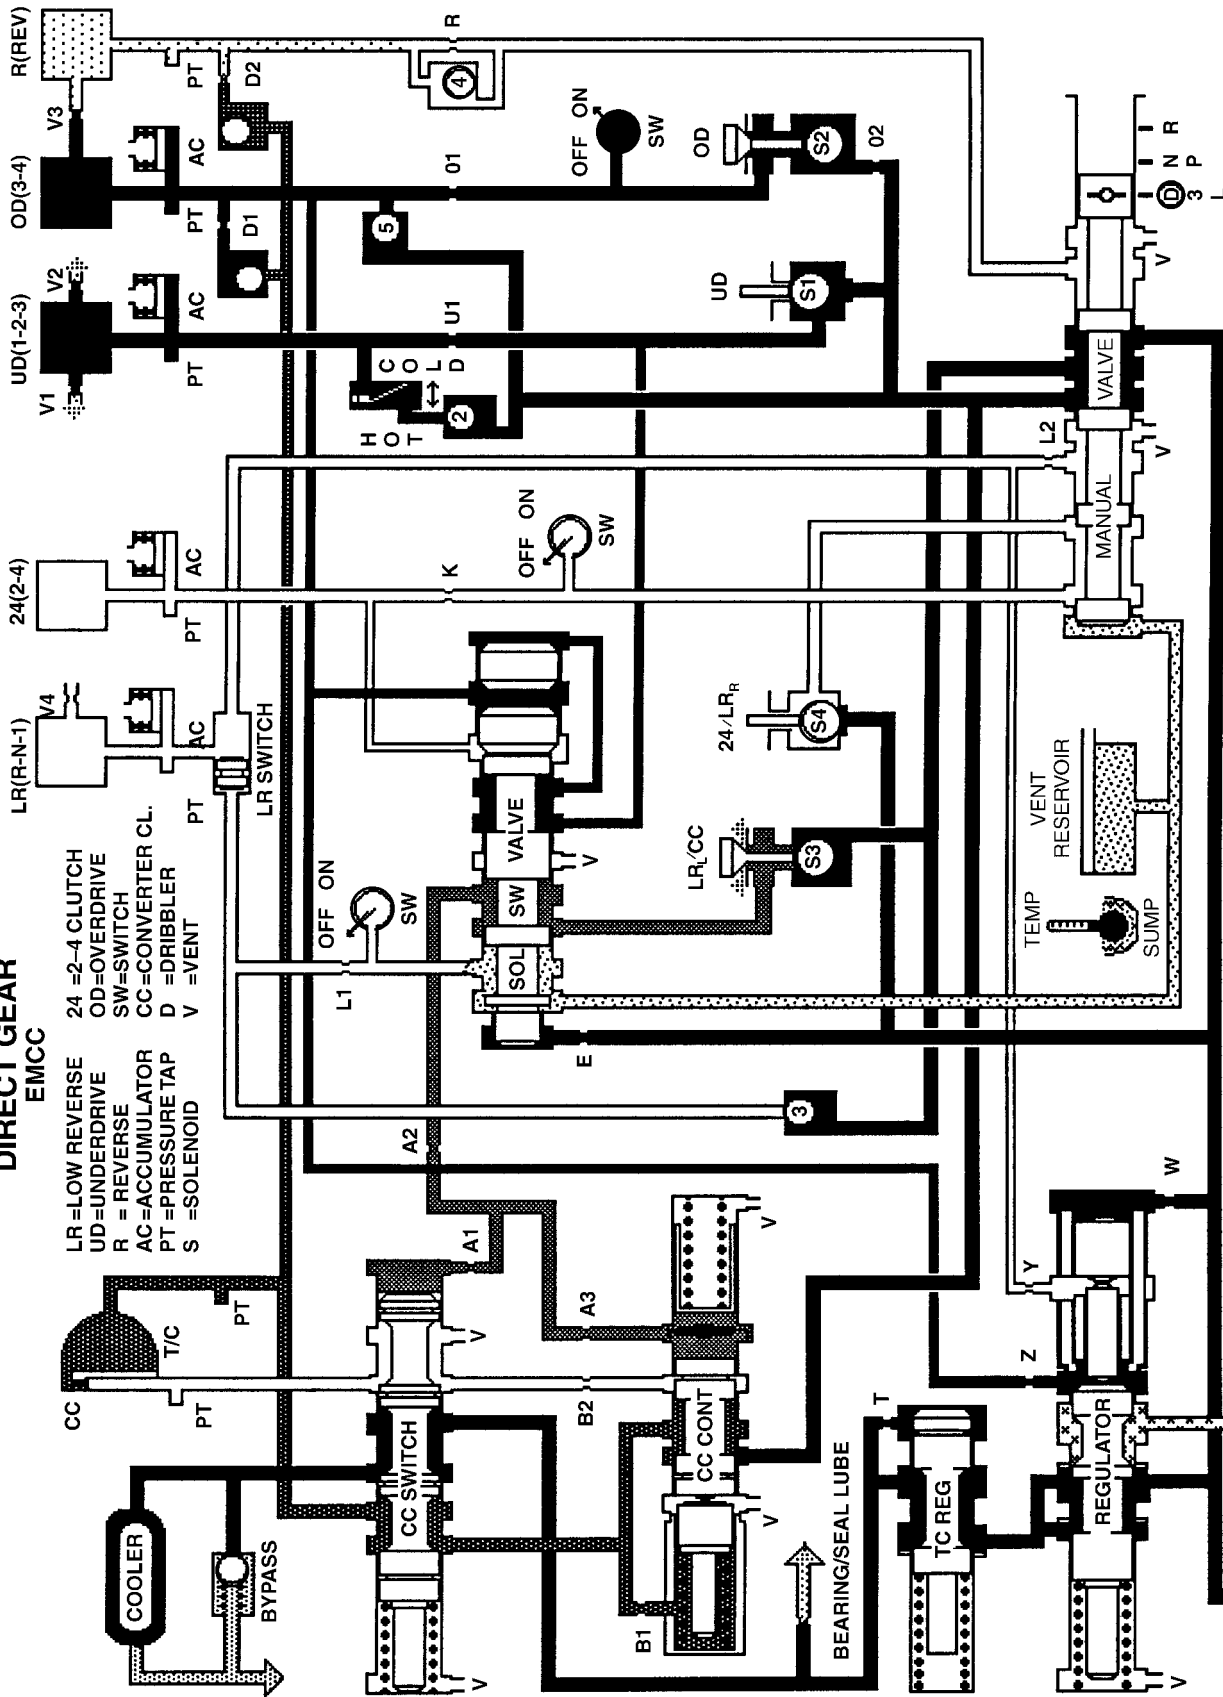 DIRECT GEAR
EMCC
LR =LOW REVERSE
UD=UNDERDRIVE
R = REVERSE
AC=ACCUMULATOR
PT =PRESSURE TAP
S =SOLENOID
24 =2–4 CLUTCH
OD=OVERDRIVE
SW=SWITCH
CC=CONVERTER CL.
D =DRIBBLER
V =VENT
LR(R-N-1)
24(2-4)
UD(1-2-3)
OD(3-4)
R(REV)
V4
V1
V2
V3
COOLER
BYPASS
CC
T/C
PT
PT
PT
AC
LR SWITCH
PT
AC
PT
AC
D1
PT
AC
PT
D2
CC SWITCH
V
V
A1
A2
L1
OFF ON
SW
SOL
SW
VALVE
V
E
K
OFF ON
SW
HOT
COLD
2
U1
5
O1
4
R
OFF ON
SW
B1
B2
A3
CC CONT
V
V
3
LRL/CC
S3
24/LRR
S4
UD
S1
OD
S2
02
BEARING/SEAL LUBE
T
TC REG
Z
Y
W
REGULATOR
V
TEMP
SUMP
VENT
RESERVOIR
MANUAL
VALVE
L2
V
V
L
3
D
P
N
R